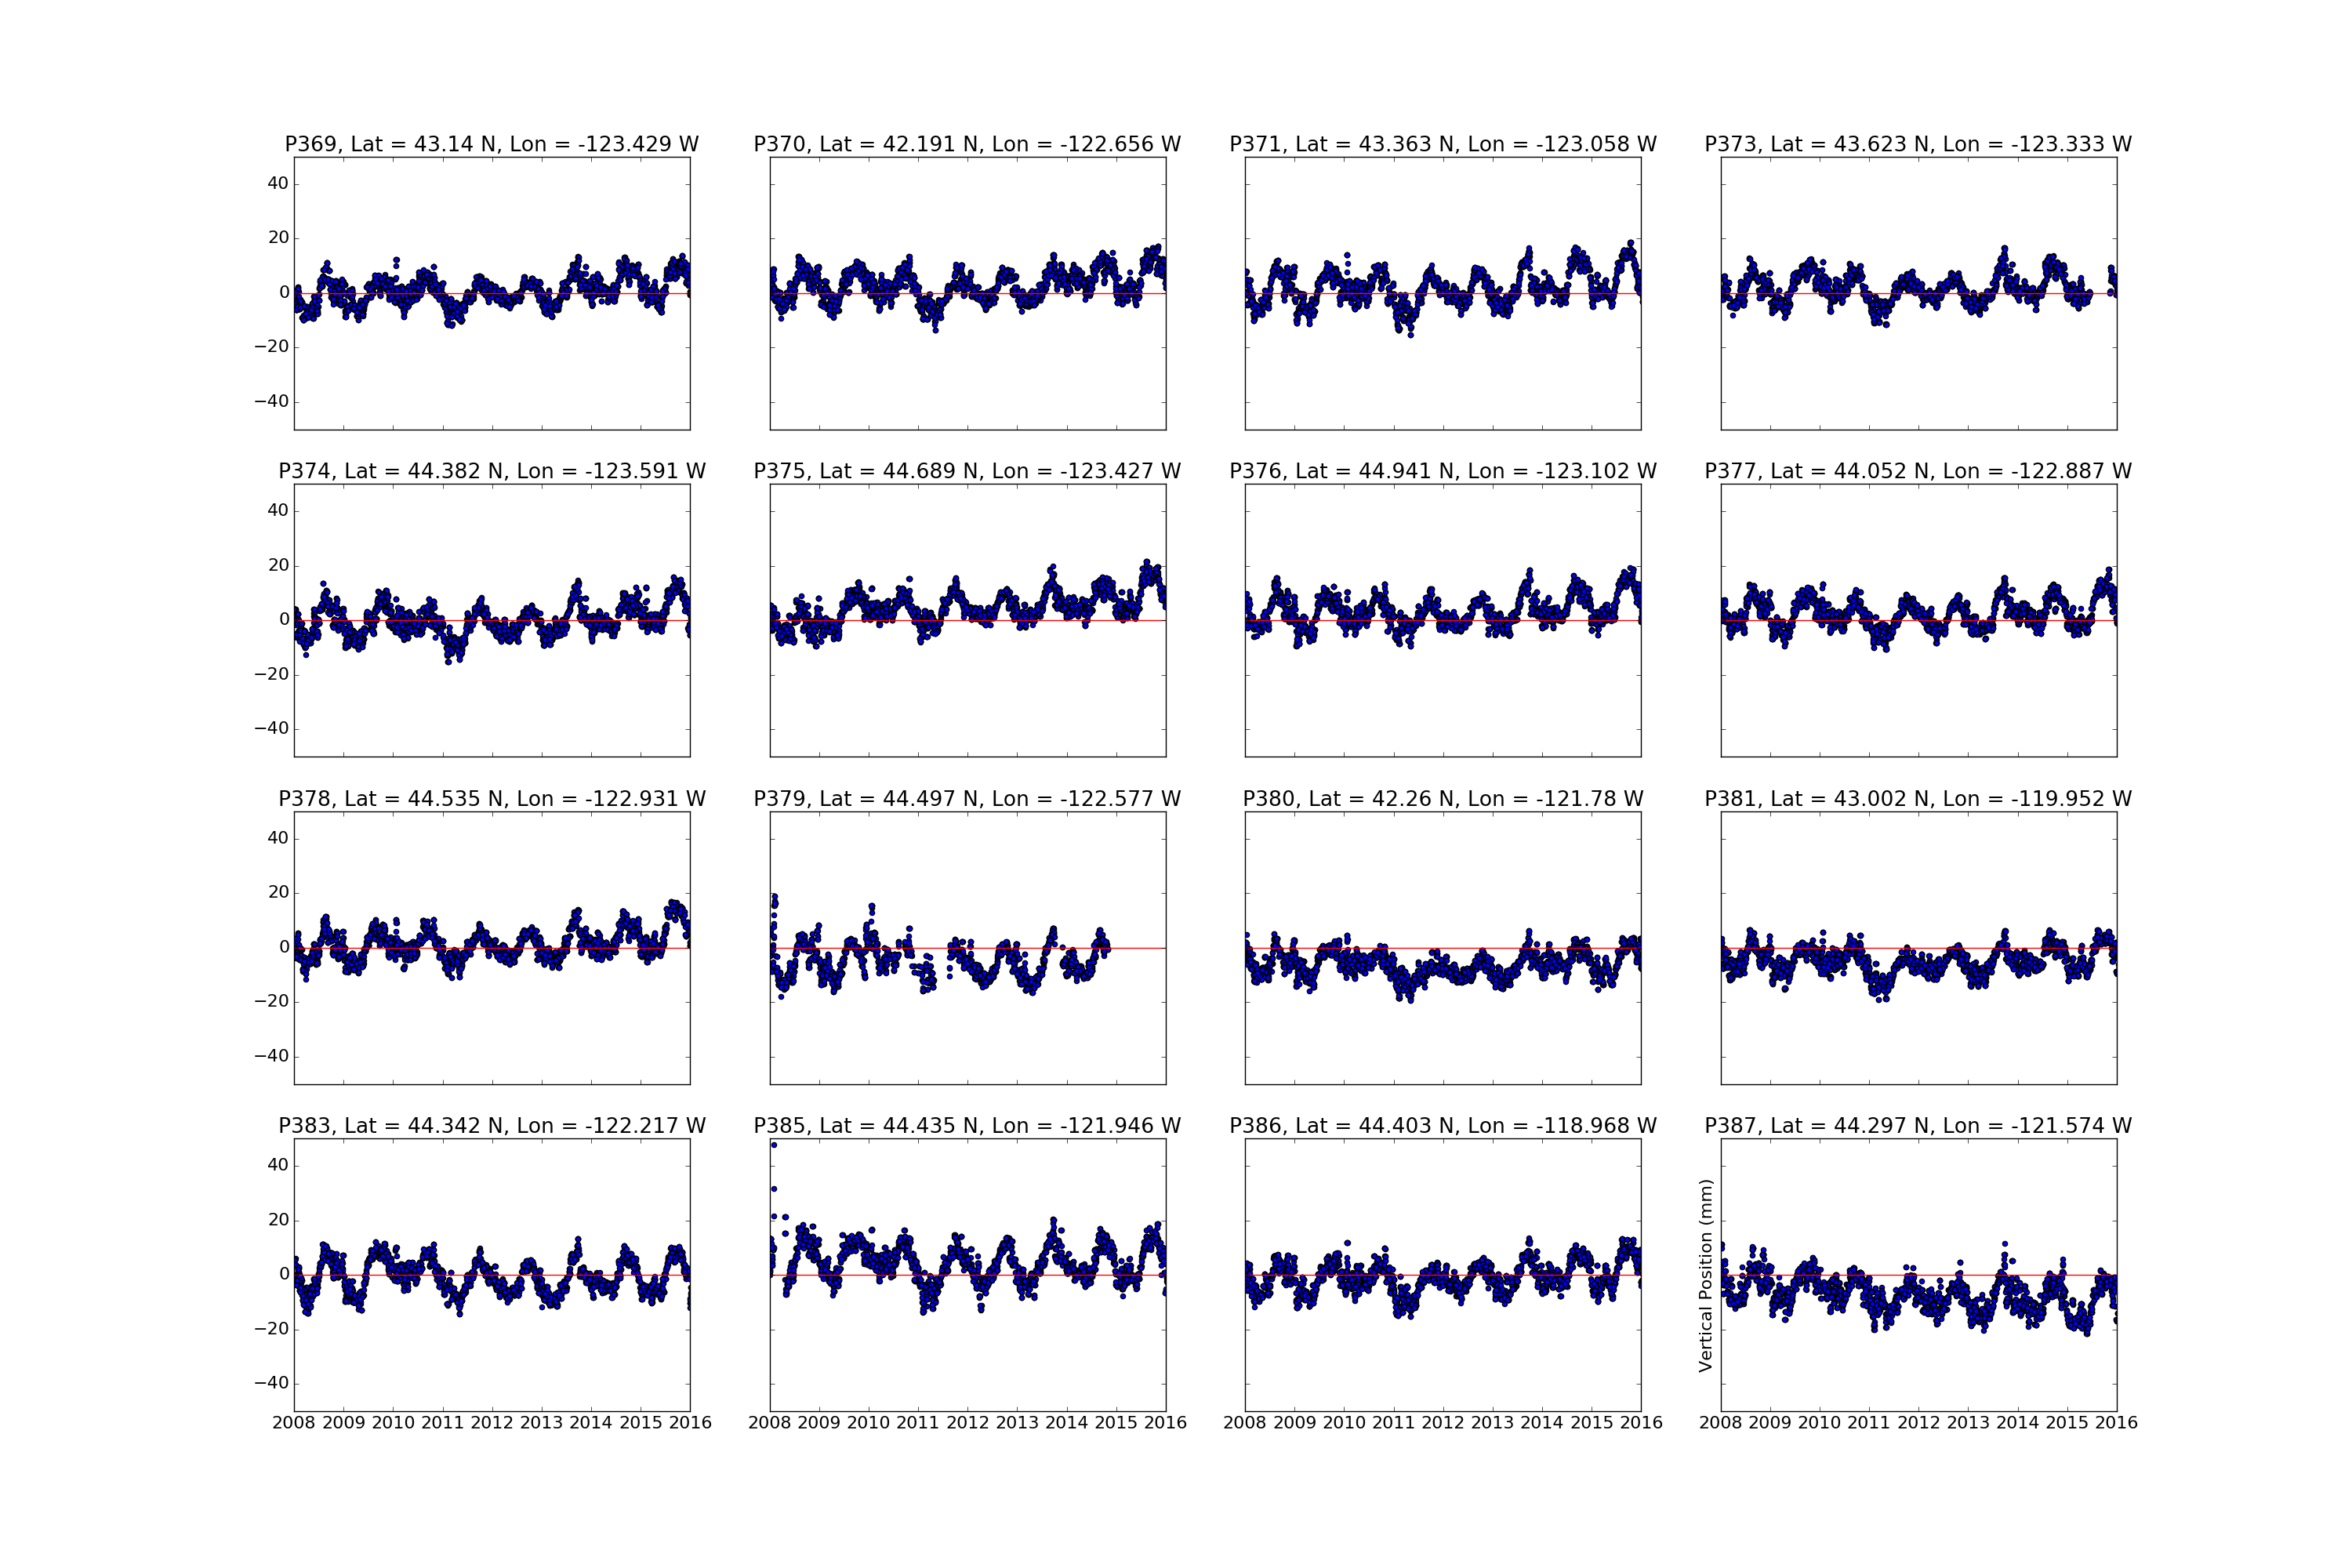 P369, Lat = 43.14 N, Lon = -123.429 W
P370, Lat = 42.191 N, Lon = -122.656 W
P371, Lat = 43.363 N, Lon = -123.058 W
P373, Lat = 43.623 N, Lon = -123.333 W
40
20
0
−20
−40
P374, Lat = 44.382 N, Lon = -123.591 W
P375, Lat = 44.689 N, Lon = -123.427 W
P376, Lat = 44.941 N, Lon = -123.102 W
P377, Lat = 44.052 N, Lon = -122.887 W
40
20
0
−20
−40
P378, Lat = 44.535 N, Lon = -122.931 W
P379, Lat = 44.497 N, Lon = -122.577 W
P380, Lat = 42.26 N, Lon = -121.78 W
P381, Lat = 43.002 N, Lon = -119.952 W
40
20
0
−20
−40
P383, Lat = 44.342 N, Lon = -122.217 W
P385, Lat = 44.435 N, Lon = -121.946 W
P386, Lat = 44.403 N, Lon = -118.968 W
P387, Lat = 44.297 N, Lon = -121.574 W
40
20
0
−20
−40
Vertical Position (mm)
2008 2009 2010 2011 2012 2013 2014 2015 2016
2008 2009 2010 2011 2012 2013 2014 2015 2016
2008 2009 2010 2011 2012 2013 2014 2015 2016
2008 2009 2010 2011 2012 2013 2014 2015 2016